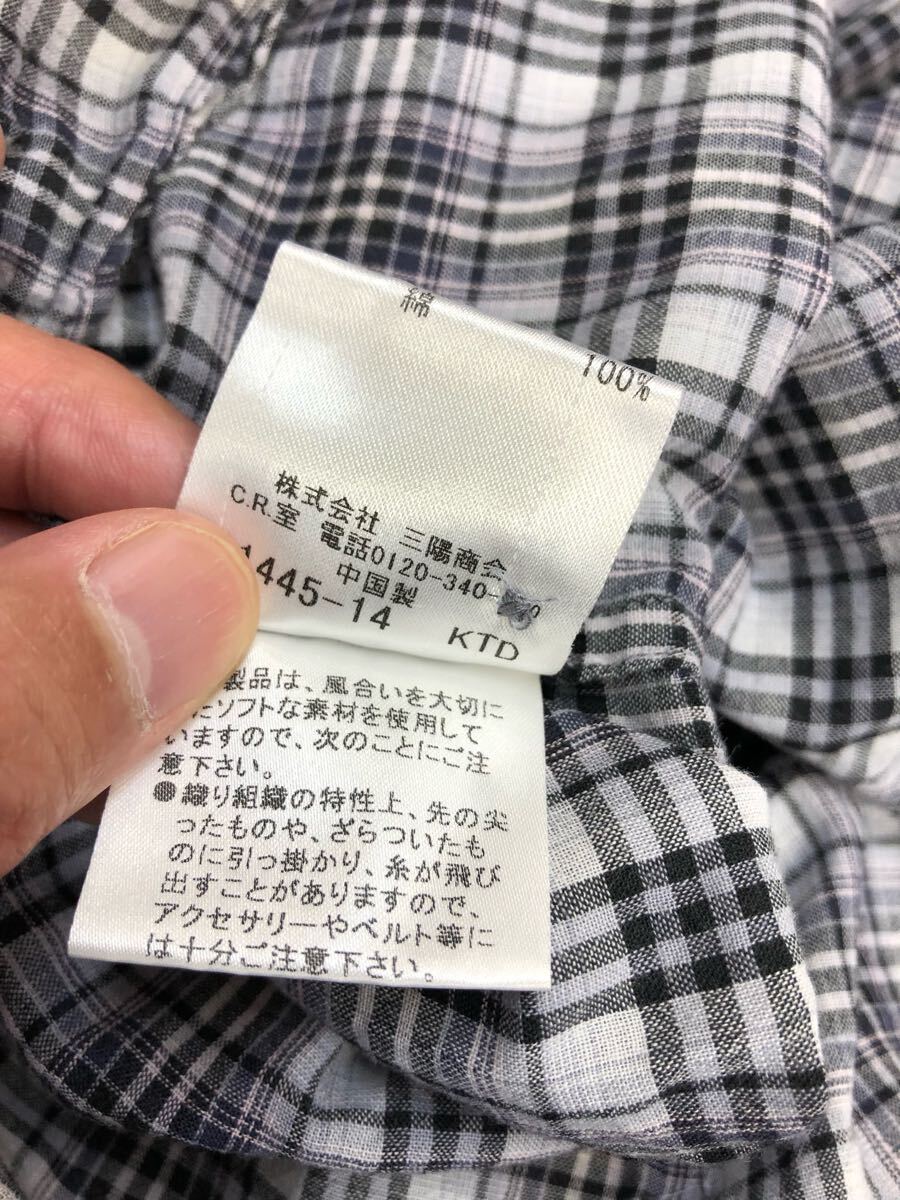 綿 100%
株式会社 三陽商会
C.R.室 電話0120-340-
中国製
1445-14 KTD
製品は、風合いを大切に
たソフトな素材を使用して
いますので、次のことにご注
意下さい。
●織り組織の特性上、先の尖
ったものや、ざらついたも
のに引っ掛かり、糸が飛び
出すことがありますので、
アクセサリーやベルト等に
は十分ご注意下さい。